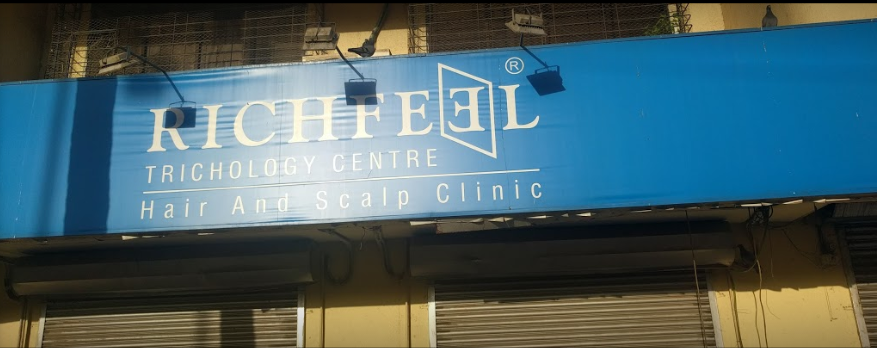 RICHFEEL®
TRICHOLOGY CENTRE
Hair And Scalp Clinic